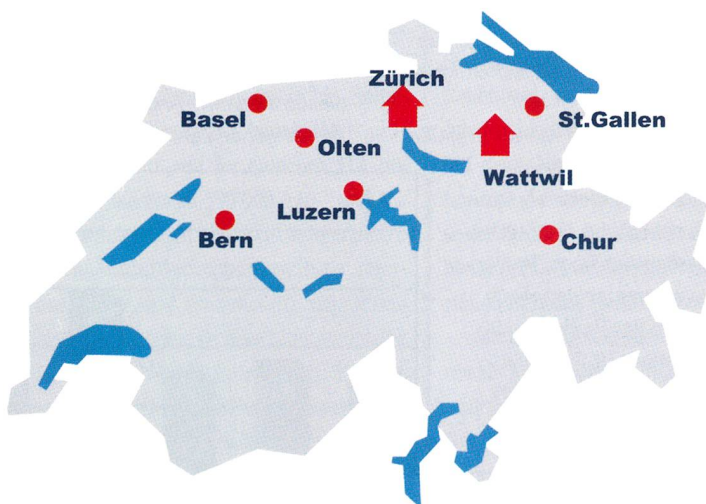 Zürich
Basel
St.Gallen
Olten
Wattwil
Luzern
Bern
Chur